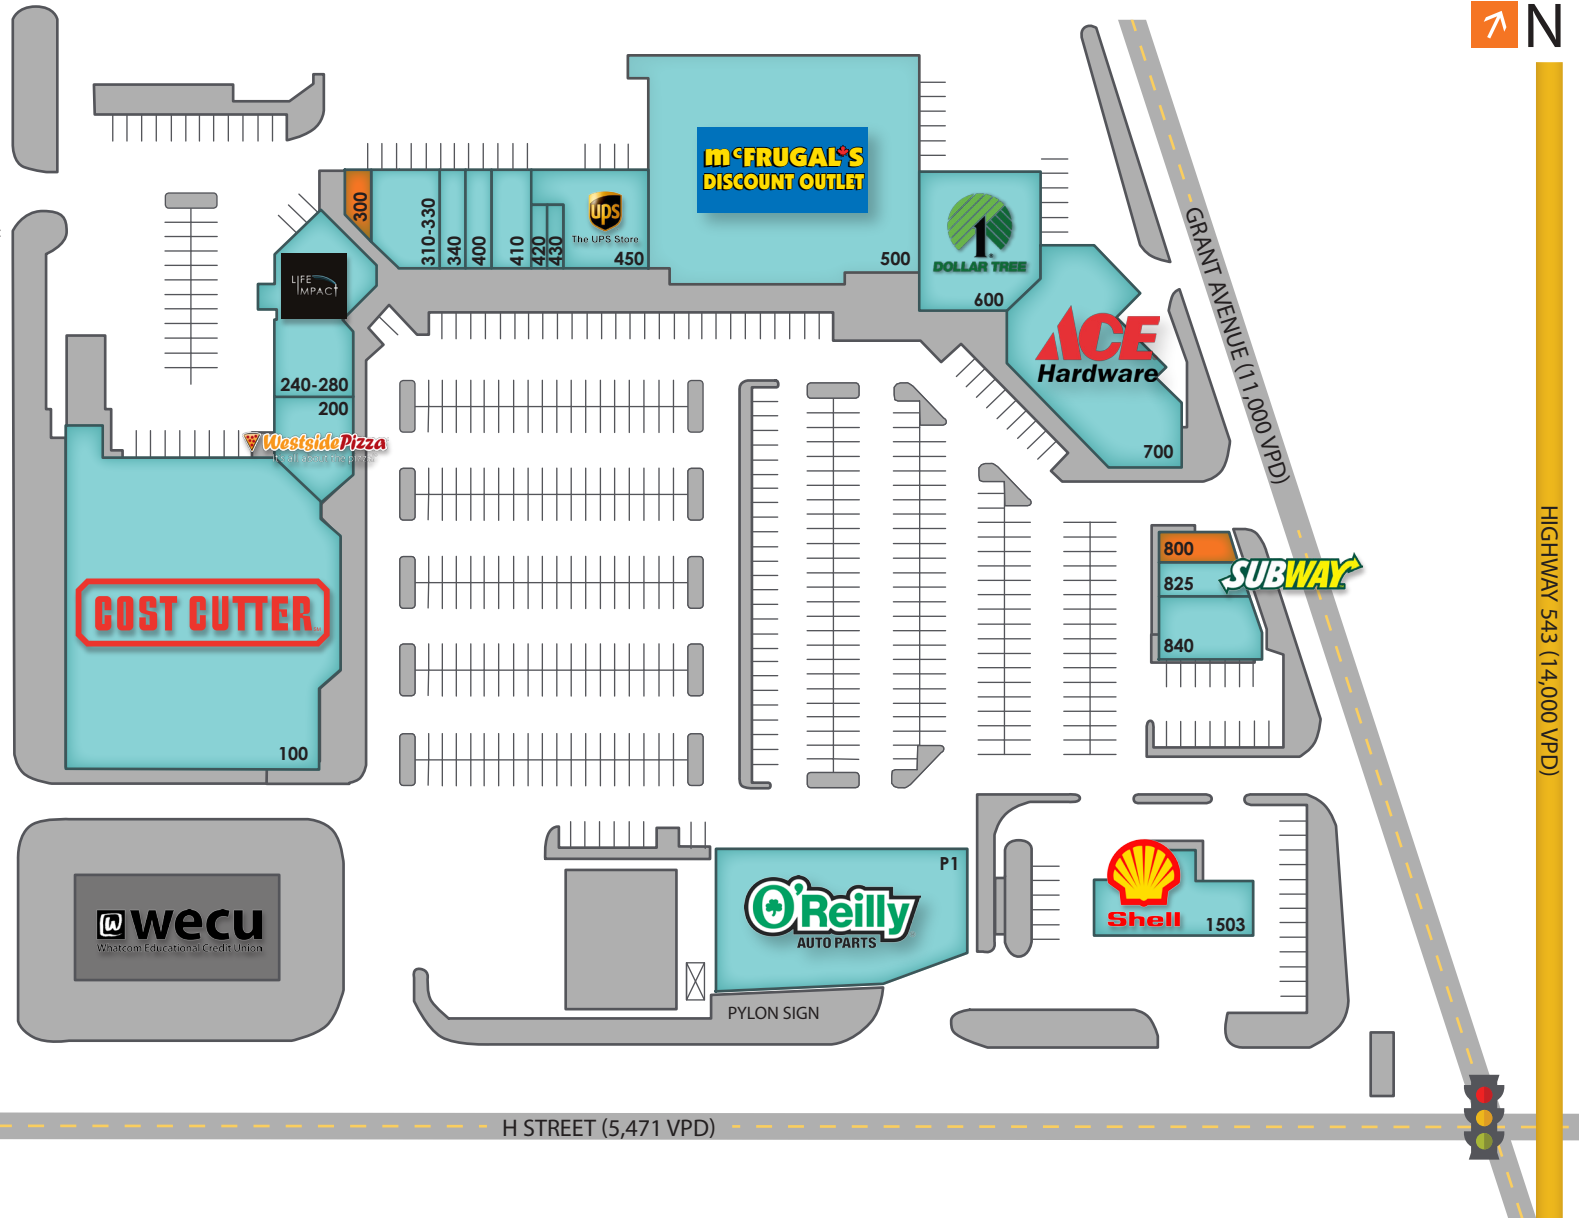 N
mcFRUGAL'S
DISCOUNT OUTLET
500
300
310-330
340
400
410
420
430
ups
The UPS Store
450
1
DOLLAR TREE
600
LIFE
IMPACT
ACE
Hardware
700
GRANT AVENUE (11,000 VPD)
240-280
200
Westside Pizza
HIGHWAY 543 (14,000 VPD)
800
825
SUBWAY
840
COST CUTTER
100
P1
O'Reilly
AUTO PARTS
Shell
1503
wecu
Whatcom Educational Credit Union
PYLON SIGN
H STREET (5,471 VPD)